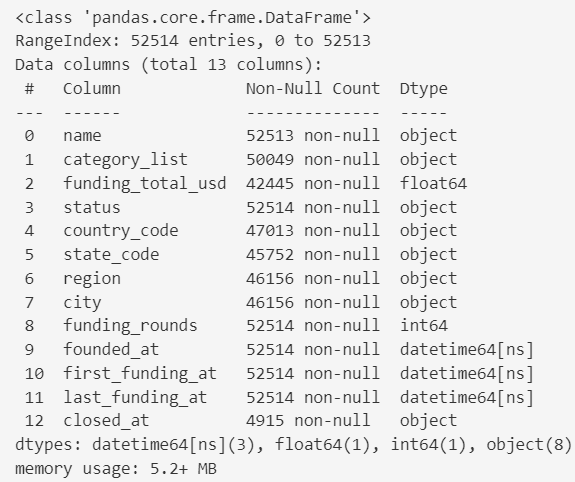 <class 'pandas.core.frame.DataFrame'>
RangeIndex: 52514 entries, 0 to 52513
Data columns (total 13 columns):
 #   Column             Non-Null Count  Dtype
---  ------             --------------  -----
 0   name               52513 non-null  object
 1   category_list      50049 non-null  object
 2   funding_total_usd  42445 non-null  float64
 3   status             52514 non-null  object
 4   country_code       47013 non-null  object
 5   state_code         45752 non-null  object
 6   region             46156 non-null  object
 7   city               46156 non-null  object
 8   funding_rounds     52514 non-null  int64
 9   founded_at         52514 non-null  datetime64[ns]
 10  first_funding_at   52514 non-null  datetime64[ns]
 11  last_funding_at    52514 non-null  datetime64[ns]
 12  closed_at          4915 non-null   object
dtypes: datetime64[ns](3), float64(1), int64(1), object(8)
memory usage: 5.2+ MB